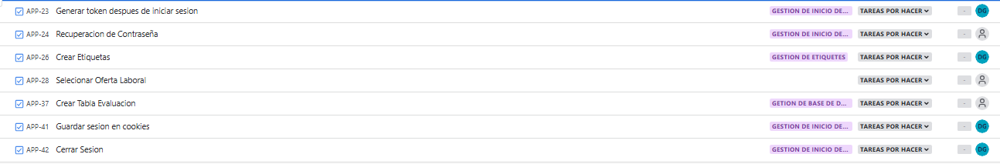 APP-23 Generar token despues de iniciar sesion GESTION DE INICIO DE... TAREAS POR HACER - DG
APP-24 Recuperacion de Contraseña GESTION DE INICIO DE... TAREAS POR HACER -
APP-26 Crear Etiquetas GESTION DE ETIQUETES TAREAS POR HACER - DG
APP-28 Selecionar Oferta Laboral TAREAS POR HACER -
APP-37 Crear Tabla Evaluacion GETION DE BASE DE D... TAREAS POR HACER -
APP-41 Guardar sesion en cookies GESTION DE INICIO DE... TAREAS POR HACER - DG
APP-42 Cerrar Sesion GESTION DE INICIO DE... TAREAS POR HACER - DG